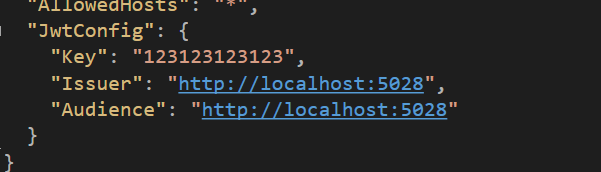 "AllowedHosts": "*",
"JwtConfig": {
"Key": "123123123123",
"Issuer": "http://localhost:5028",
"Audience": "http://localhost:5028"
}
}